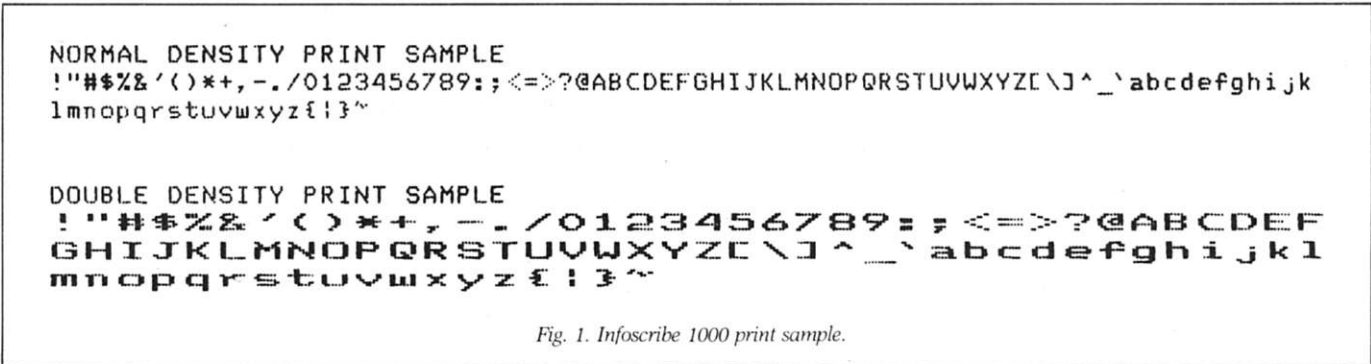 NORMAL DENSITY PRINT SAMPLE
!"#$%&'()*+,-./0123456789:;<=>?@ABCDEFGHIJKLMNOPQRSTUVWXYZ[\]^_`abcdefghijk
lmnopqrstuvwxyz{¦}~
DOUBLE DENSITY PRINT SAMPLE
!"#$%&'()*+,-./0123456789:;<=>?@ABCDEF
GHIJKLMNOPQRSTUVWXYZ[\]^_`abcdefghijkl
mnopqrstuvwxyz{¦}~
Fig. 1. Infoscribe 1000 print sample.